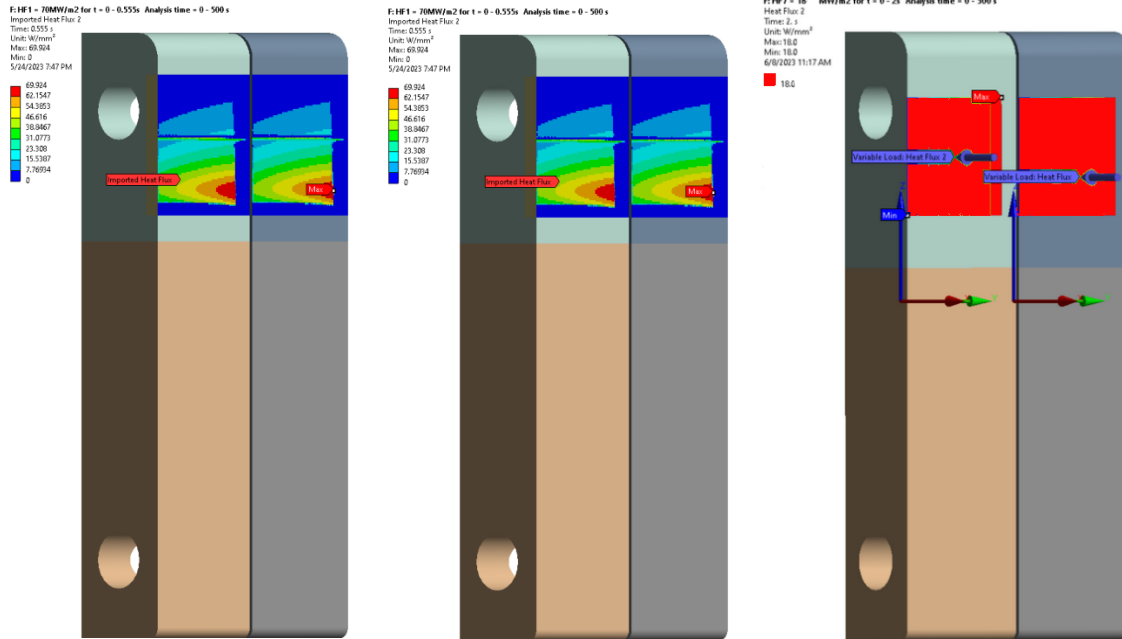 F: HF1 = 70MW/m2 for t = 0 - 0.555s Analysis time = 0 - 500 s
Imported Heat Flux 2
Time: 0.555 s
Unit: W/mm²
Max: 69.924
Min: 0
5/24/2023 7:47 PM
69.924
62.1547
54.3853
46.616
38.8467
31.0773
23.308
15.5387
7.76934
0
Imported Heat Flux
Max
F: HF1 = 70MW/m2 for t = 0 - 0.555s Analysis time = 0 - 500 s
Imported Heat Flux 2
Time: 0.555 s
Unit: W/mm²
Max: 69.924
Min: 0
5/24/2023 7:47 PM
69.924
62.1547
54.3853
46.616
38.8467
31.0773
23.308
15.5387
7.76934
0
Imported Heat Flux
Max
F: HF7 = 18 MW/m2 for t = 0 - 2s Analysis time = 0 - 500 s
Heat Flux 2
Time: 2. s
Unit: W/mm²
Max: 18.0
Min: 18.0
6/8/2023 11:17 AM
18.0
Max
Variable Load: Heat Flux 2
Variable Load: Heat Flux
Min